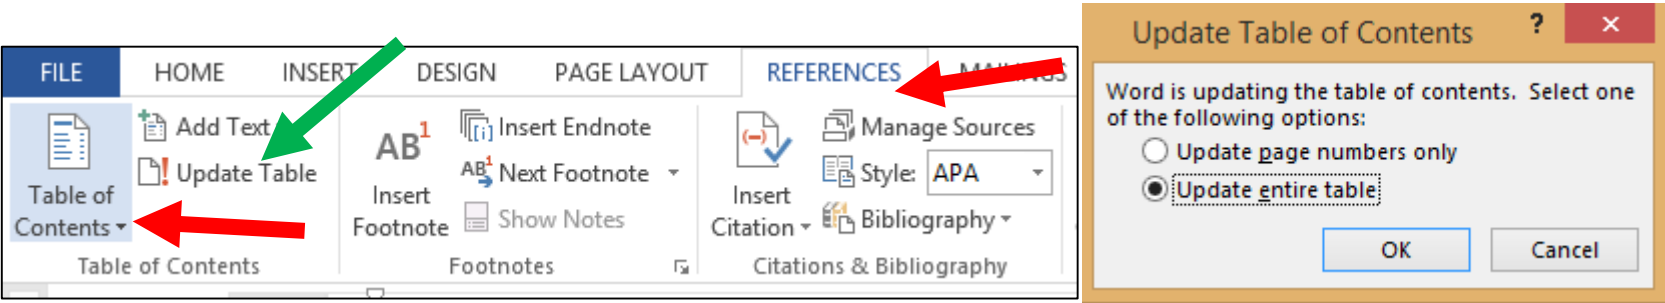 FILE HOME INSERT DESIGN PAGE LAYOUT REFERENCES MAILINGS
Add Text
Update Table
Table of
Contents
Table of Contents
AB1
Insert
Footnote
[i] Insert Endnote
AB1 Next Footnote
Show Notes
Footnotes
(-)
Insert
Citation
Manage Sources
Style: APA
Bibliography
Citations & Bibliography
Update Table of Contents ? ×
Word is updating the table of contents. Select one
of the following options:
Update page numbers only
Update entire table
OK Cancel